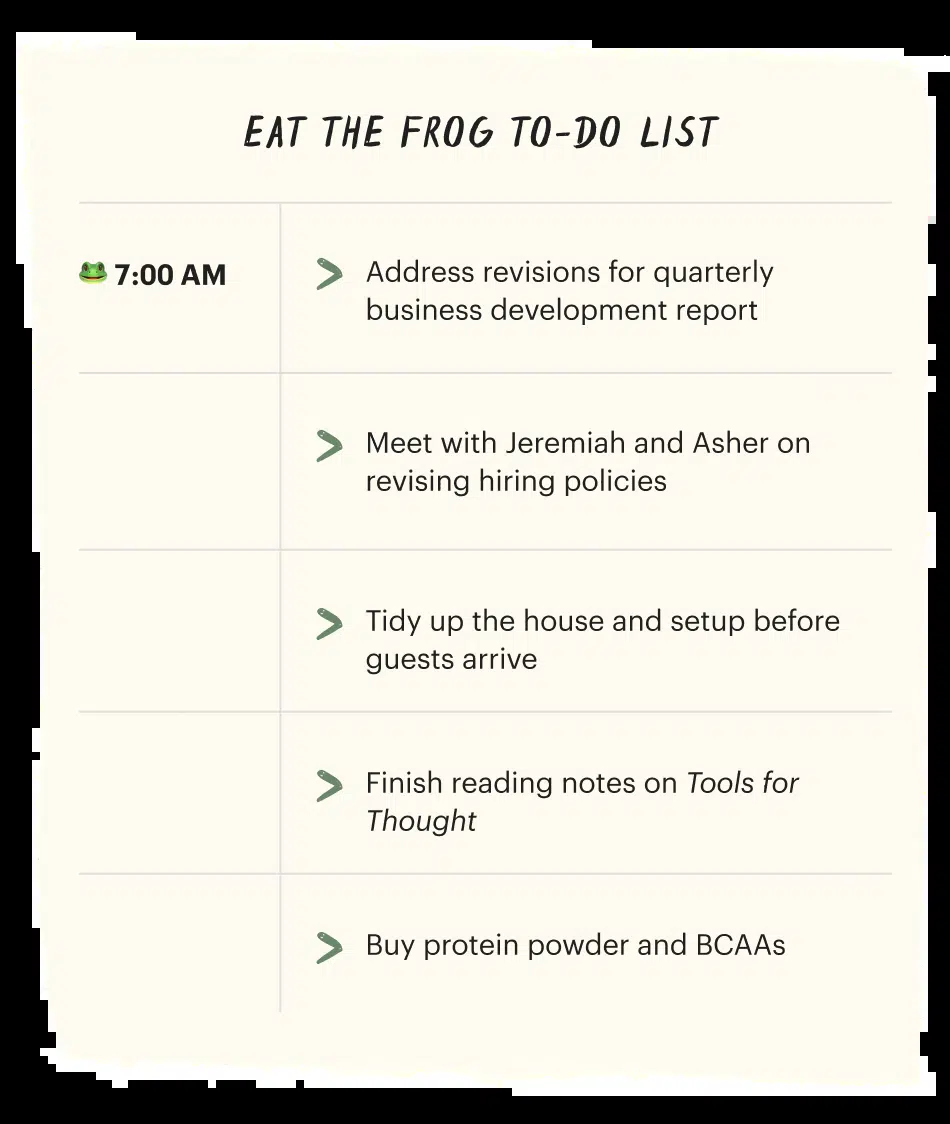 EAT THE FROG TO-DO LIST
7:00 AM
Address revisions for quarterly
business development report
Meet with Jeremiah and Asher on
revising hiring policies
Tidy up the house and setup before
guests arrive
Finish reading notes on Tools for
Thought
Buy protein powder and BCAAs